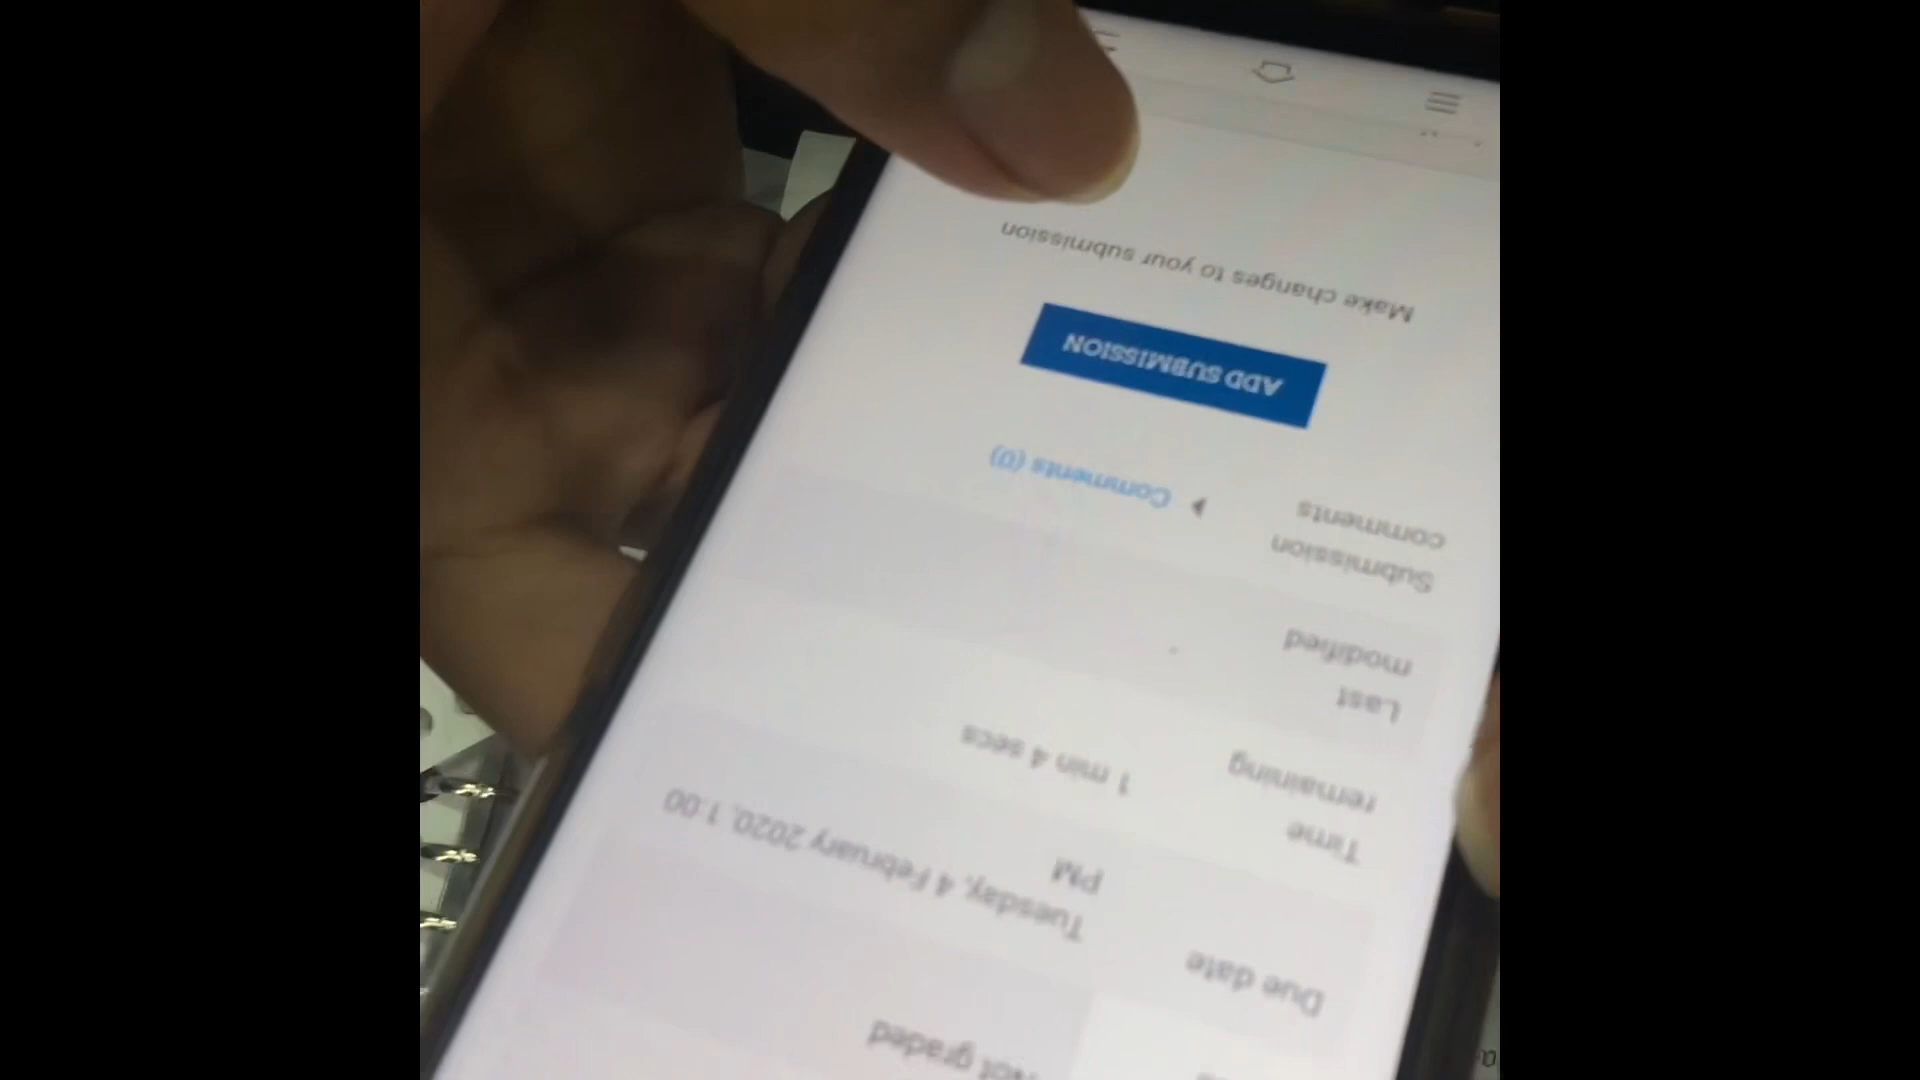 Not graded
Due date
Tuesday, 4 February 2020, 1:00
PM
Time
remaining
1 min 4 secs
Last
modified
Submission
comments
Comments (0)
ADD SUBMISSION
Make changes to your submission